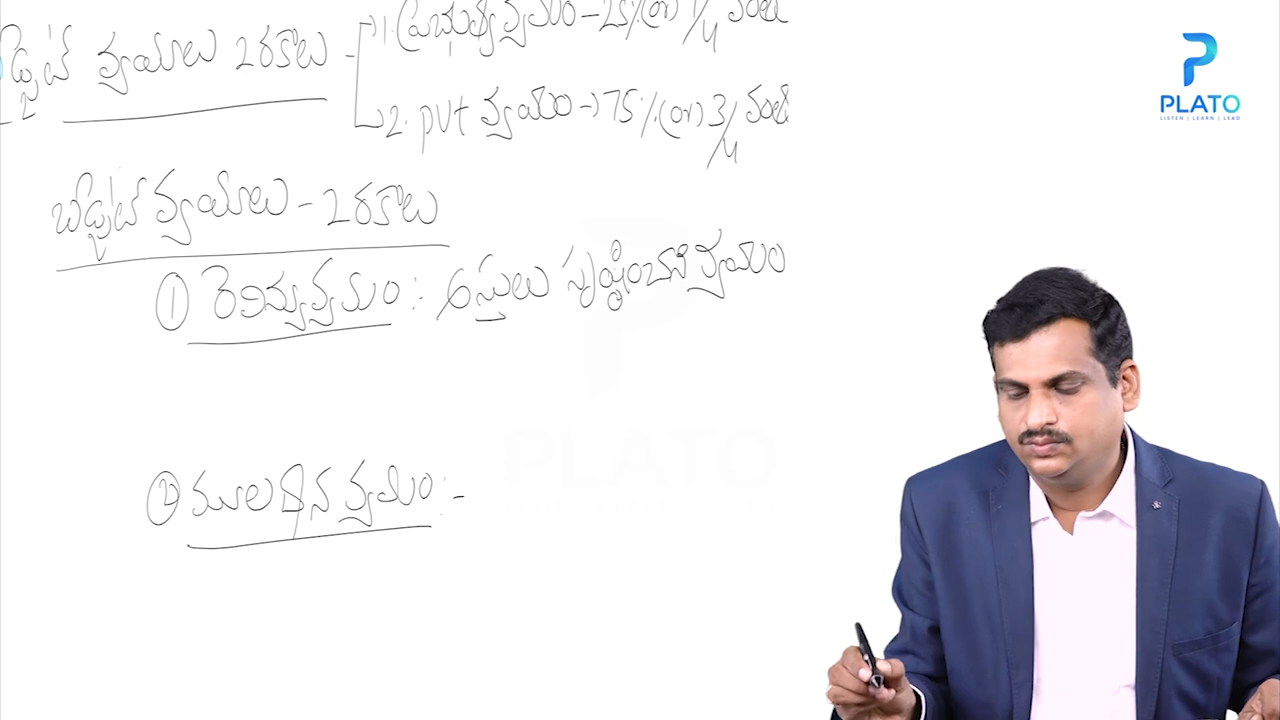 బడ్జెట్ వ్యయాలు 2 రకాలు -
1. ప్రభుత్వ వ్యయం - 25% (or) 1/4 వంతు
2. pvt వ్యయం -> 75% (or) 3/4 వంతు
బడ్జెట్ వ్యయాలు - 2 రకాలు
① రెవిన్యు వ్యయం :- ఆస్తులు సృష్టించని వ్యయం
② మూలధన వ్యయం :-
PLATO
LISTEN | LEARN | LEAD
PLATO